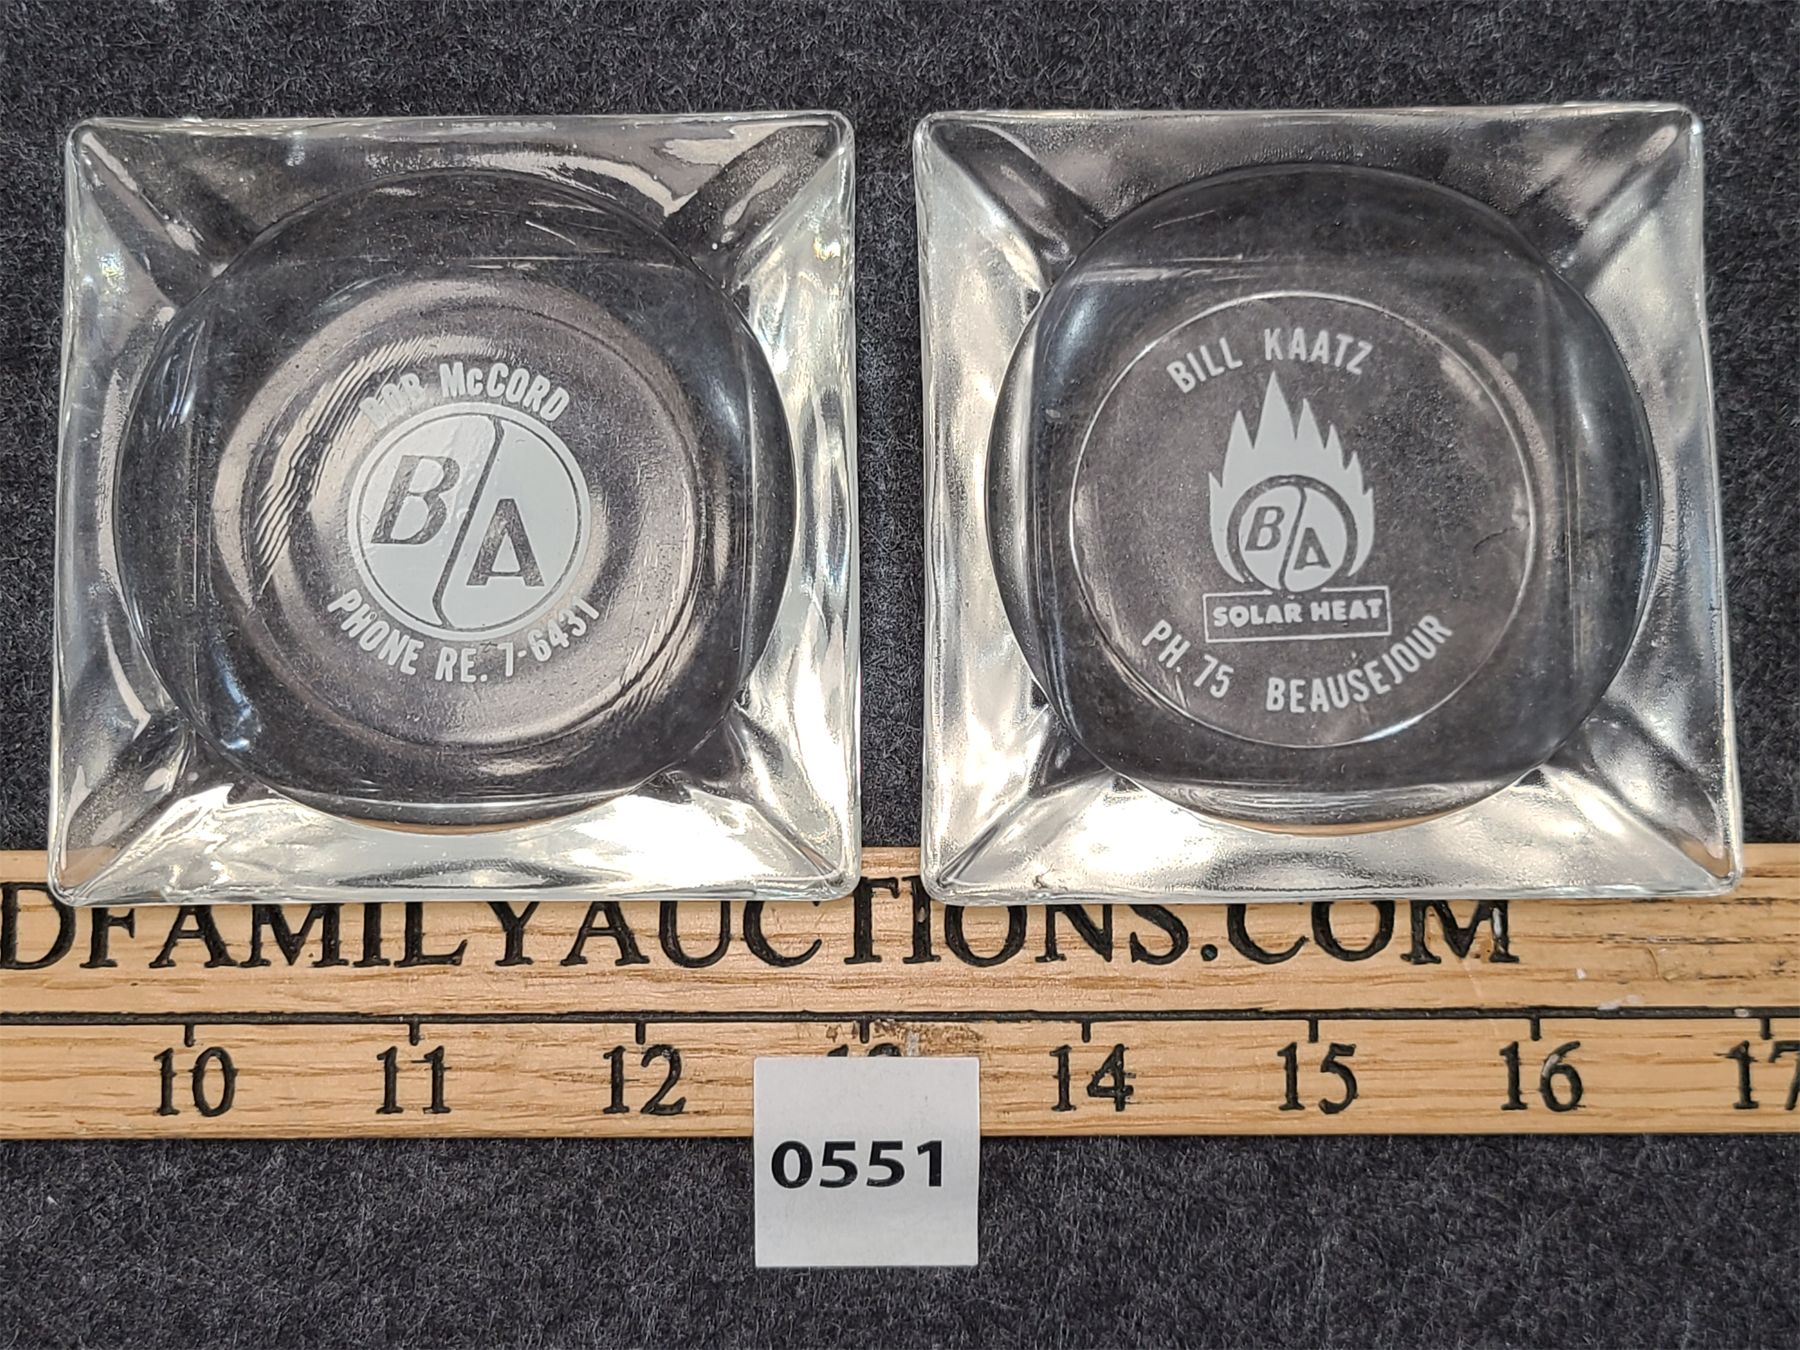 BOB McCORD
B/A
PHONE RE. 7-6431
BILL KAATZ
B/A
SOLAR HEAT
PH. 75 BEAUSEJOUR
DFAMILYAUCTIONS.COM
10 11 12 13 14 15 16 17
0551